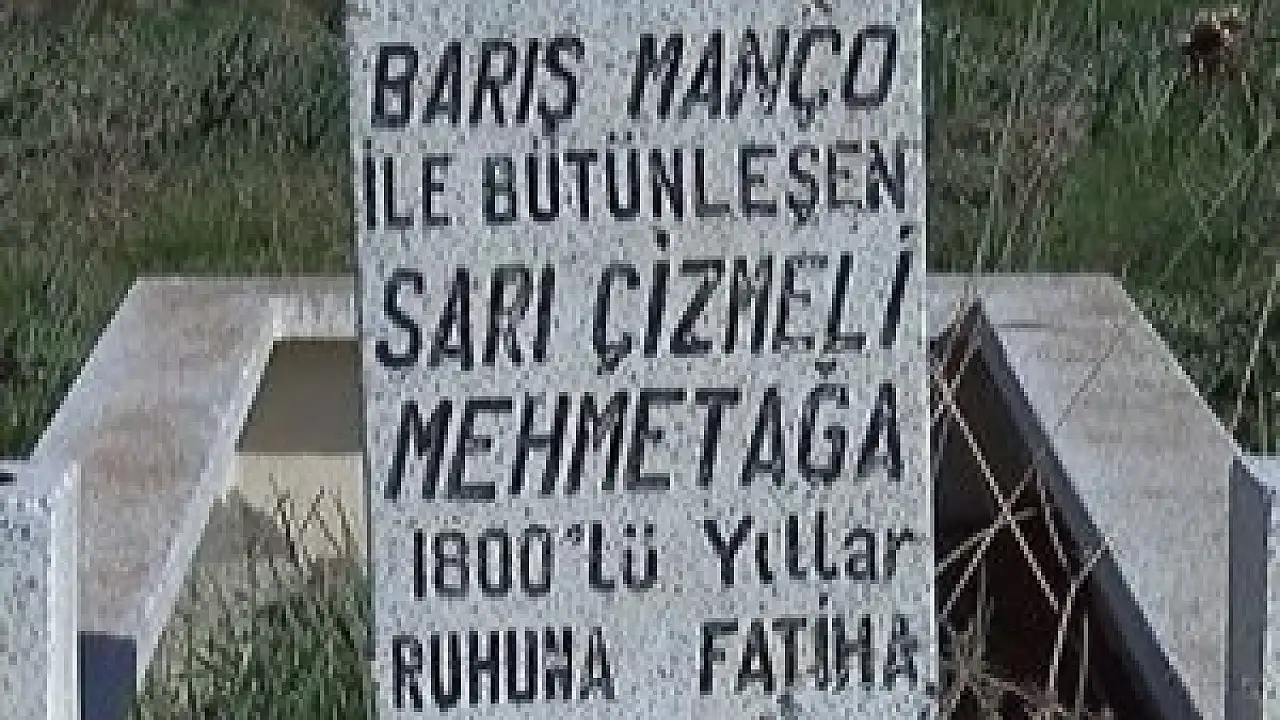 BARIŞ MANÇO
İLE BÜTÜNLEŞEN
SARI ÇİZMELİ
MEHMETAĞA
1800'lü Yıllar
RUHUNA FATİHA